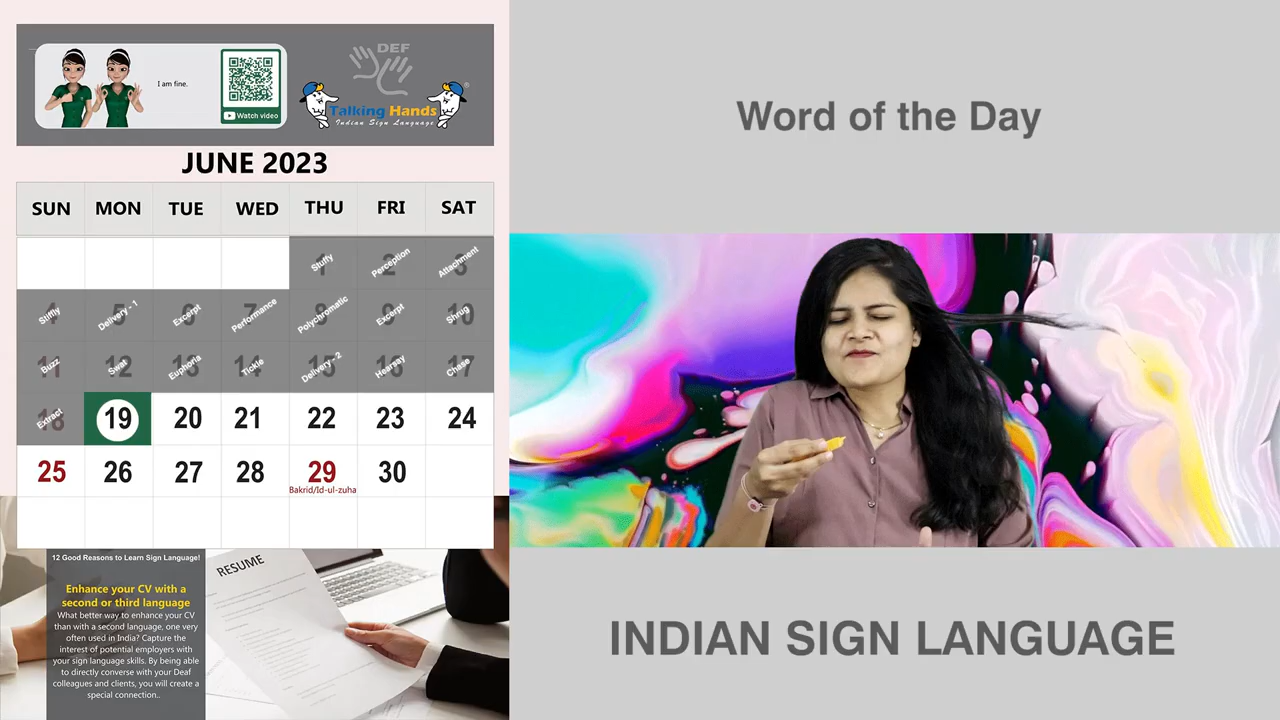 I am fine.
Watch video
DEF
Talking Hands
Indian Sign Language
JUNE 2023
SUN MON TUE WED THU FRI SAT
1 Stuffy 2 Perception 3 Attachment
4 Stiffly 5 Delivery - 1 6 Excerpt 7 Performance 8 Polychromatic 9 Excerpt 10 Shrug
11 Buzz 12 Swat 13 Euphoria 14 Tickle 15 Delivery - 2 16 Hearsay 17 Chase
18 Extract 19 20 21 22 23 24
25 26 27 28 29 30
Bakrid/Id-ul-zuha
12 Good Reasons to Learn Sign Language!
Enhance your CV with a
second or third language
What better way to enhance your CV
than with a second language, one very
often used in India? Capture the
interest of potential employers with
your sign language skills. By being able
to directly converse with your Deaf
colleagues and clients, you will create a
special connection..
RESUME
Word of the Day
INDIAN SIGN LANGUAGE